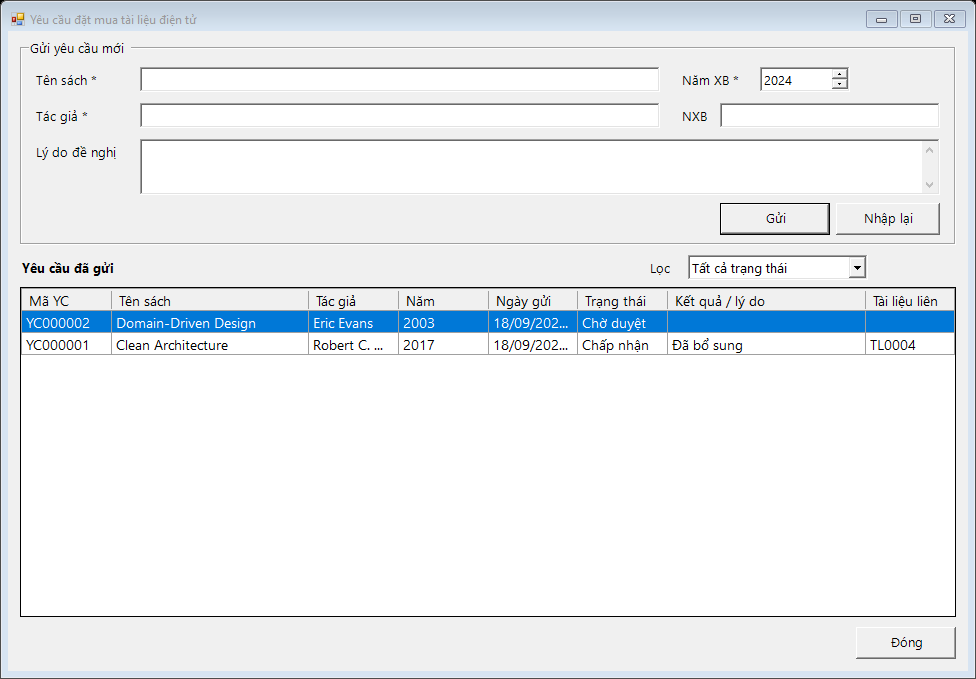 Yêu cầu đặt mua tài liệu điện tử
Gửi yêu cầu mới
Tên sách * Năm XB * 2024
Tác giả * NXB
Lý do đề nghị
Gửi Nhập lại
Yêu cầu đã gửi Lọc Tất cả trạng thái
Mã YC Tên sách Tác giả Năm Ngày gửi Trạng thái Kết quả / lý do Tài liệu liên
YC000002 Domain-Driven Design Eric Evans 2003 18/09/202... Chờ duyệt
YC000001 Clean Architecture Robert C. ... 2017 18/09/202... Chấp nhận Đã bổ sung TL0004
Đóng